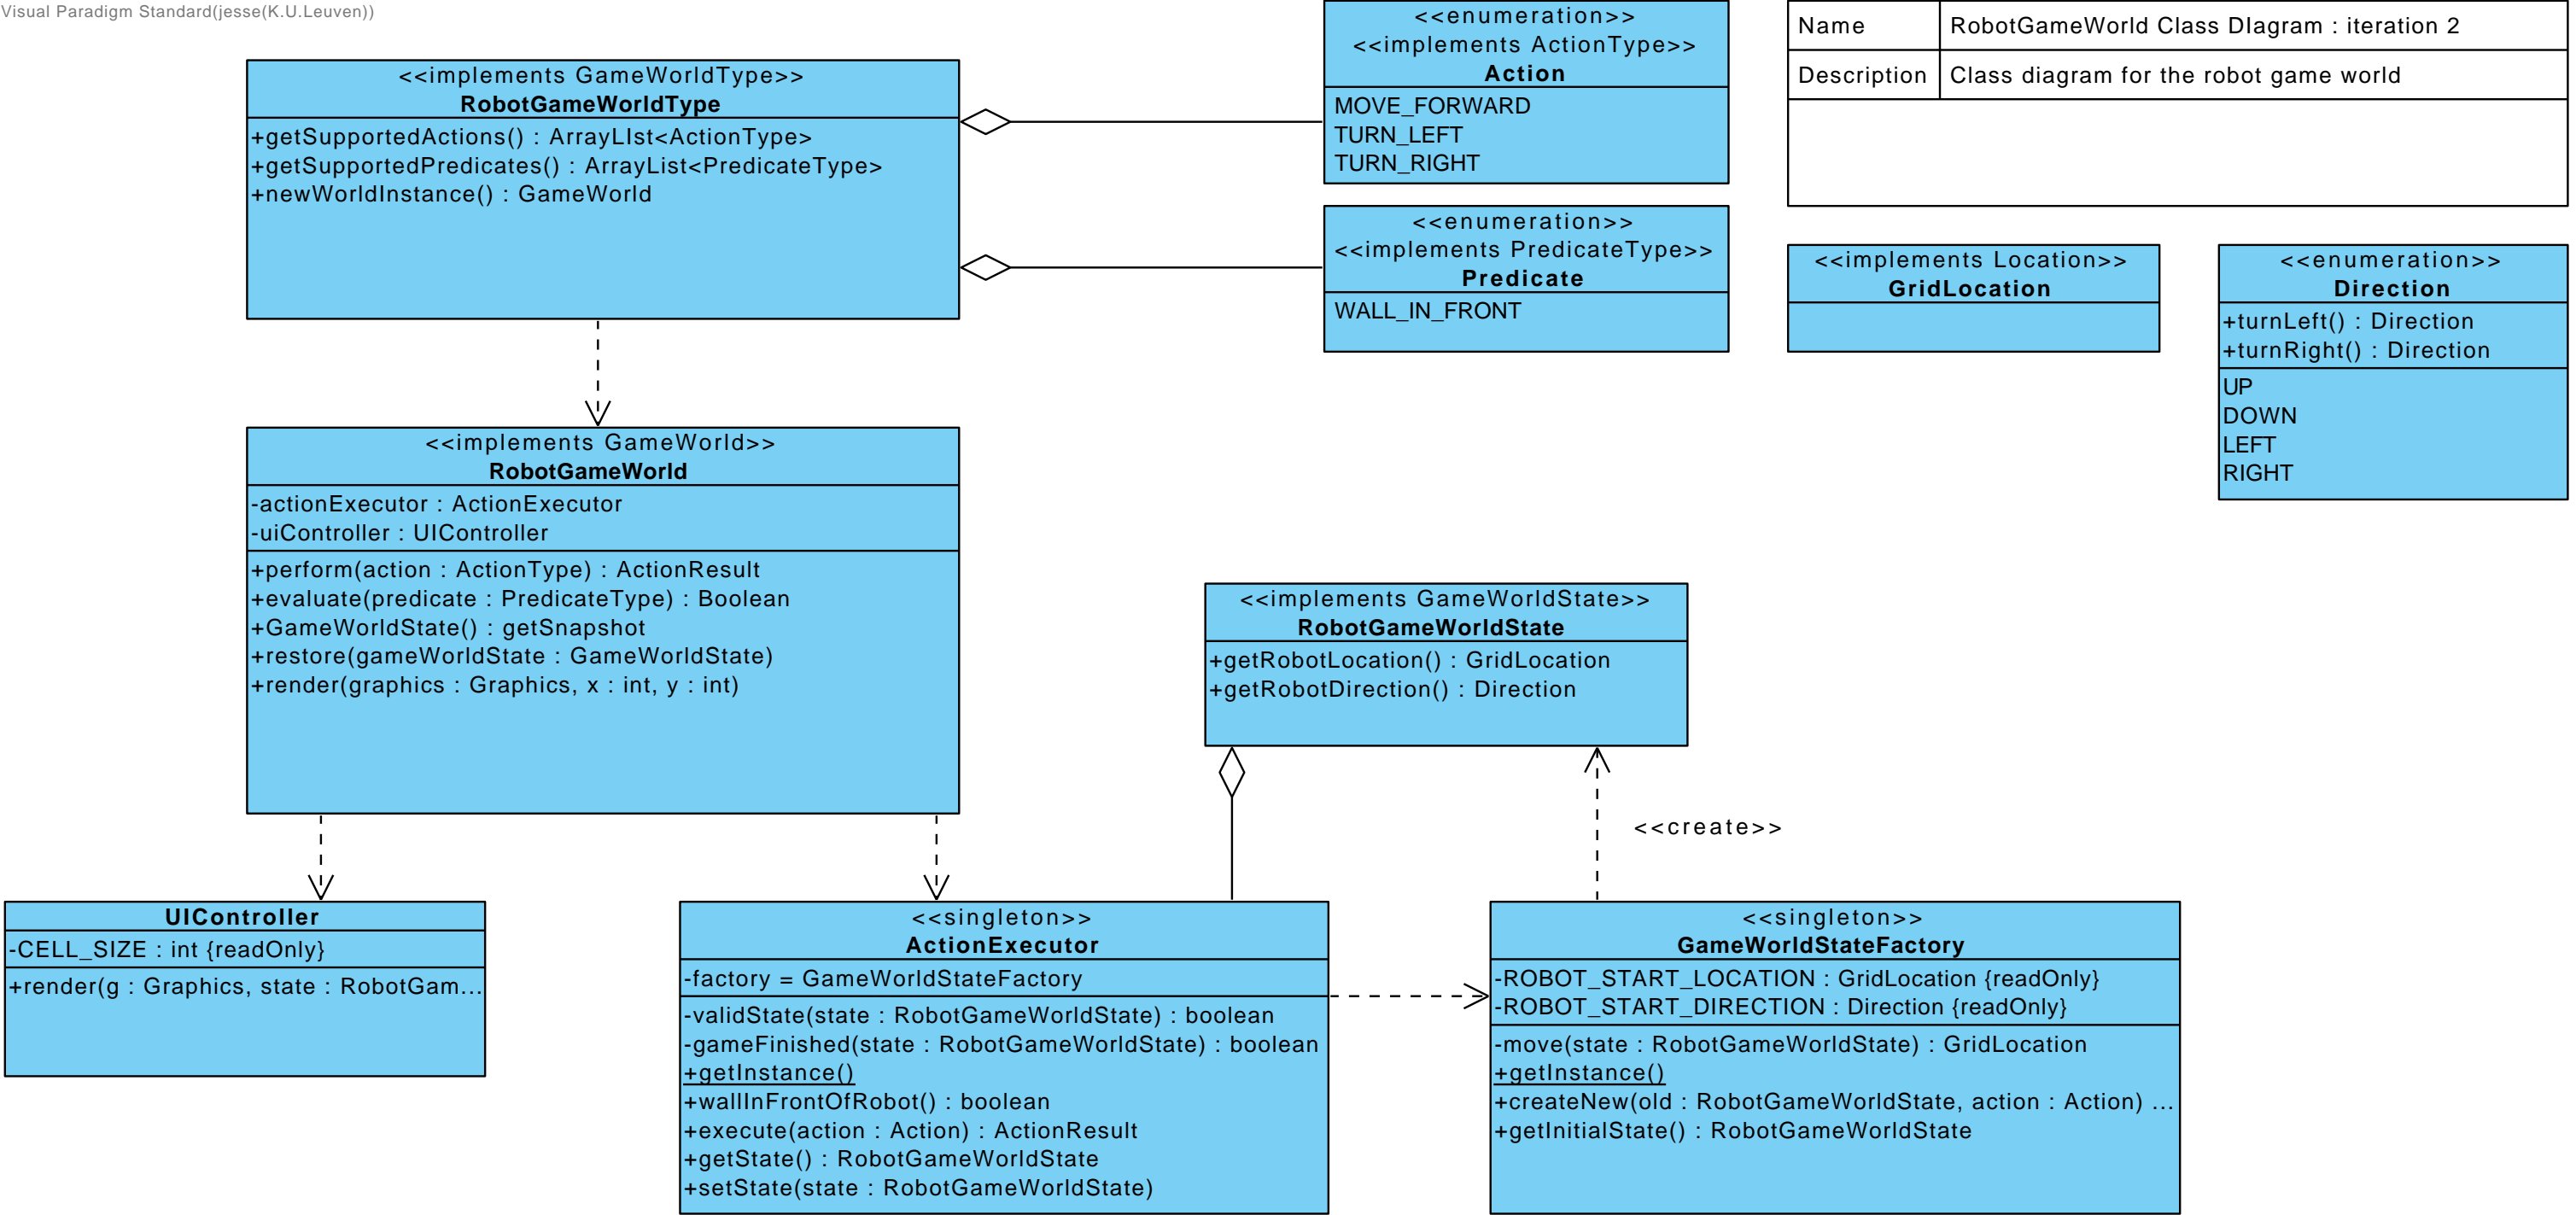 Visual Paradigm Standard(jesse(K.U.Leuven))
<<implements GameWorldType>>
RobotGameWorldType
+getSupportedActions() : ArrayLIst<ActionType>
+getSupportedPredicates() : ArrayList<PredicateType>
+newWorldInstance() : GameWorld
<<enumeration>>
<<implements ActionType>>
Action
MOVE_FORWARD
TURN_LEFT
TURN_RIGHT
Name RobotGameWorld Class DIagram : iteration 2
Description Class diagram for the robot game world
<<enumeration>>
<<implements PredicateType>>
Predicate
WALL_IN_FRONT
<<implements Location>>
GridLocation
<<enumeration>>
Direction
+turnLeft() : Direction
+turnRight() : Direction
UP
DOWN
LEFT
RIGHT
<<implements GameWorld>>
RobotGameWorld
-actionExecutor : ActionExecutor
-uiController : UIController
+perform(action : ActionType) : ActionResult
+evaluate(predicate : PredicateType) : Boolean
+GameWorldState() : getSnapshot
+restore(gameWorldState : GameWorldState)
+render(graphics : Graphics, x : int, y : int)
<<implements GameWorldState>>
RobotGameWorldState
+getRobotLocation() : GridLocation
+getRobotDirection() : Direction
<<create>>
UIController
-CELL_SIZE : int {readOnly}
+render(g : Graphics, state : RobotGam...
<<singleton>>
ActionExecutor
-factory = GameWorldStateFactory
-validState(state : RobotGameWorldState) : boolean
-gameFinished(state : RobotGameWorldState) : boolean
+getInstance()
+wallInFrontOfRobot() : boolean
+execute(action : Action) : ActionResult
+getState() : RobotGameWorldState
+setState(state : RobotGameWorldState)
<<singleton>>
GameWorldStateFactory
-ROBOT_START_LOCATION : GridLocation {readOnly}
-ROBOT_START_DIRECTION : Direction {readOnly}
-move(state : RobotGameWorldState) : GridLocation
+getInstance()
+createNew(old : RobotGameWorldState, action : Action) ...
+getInitialState() : RobotGameWorldState